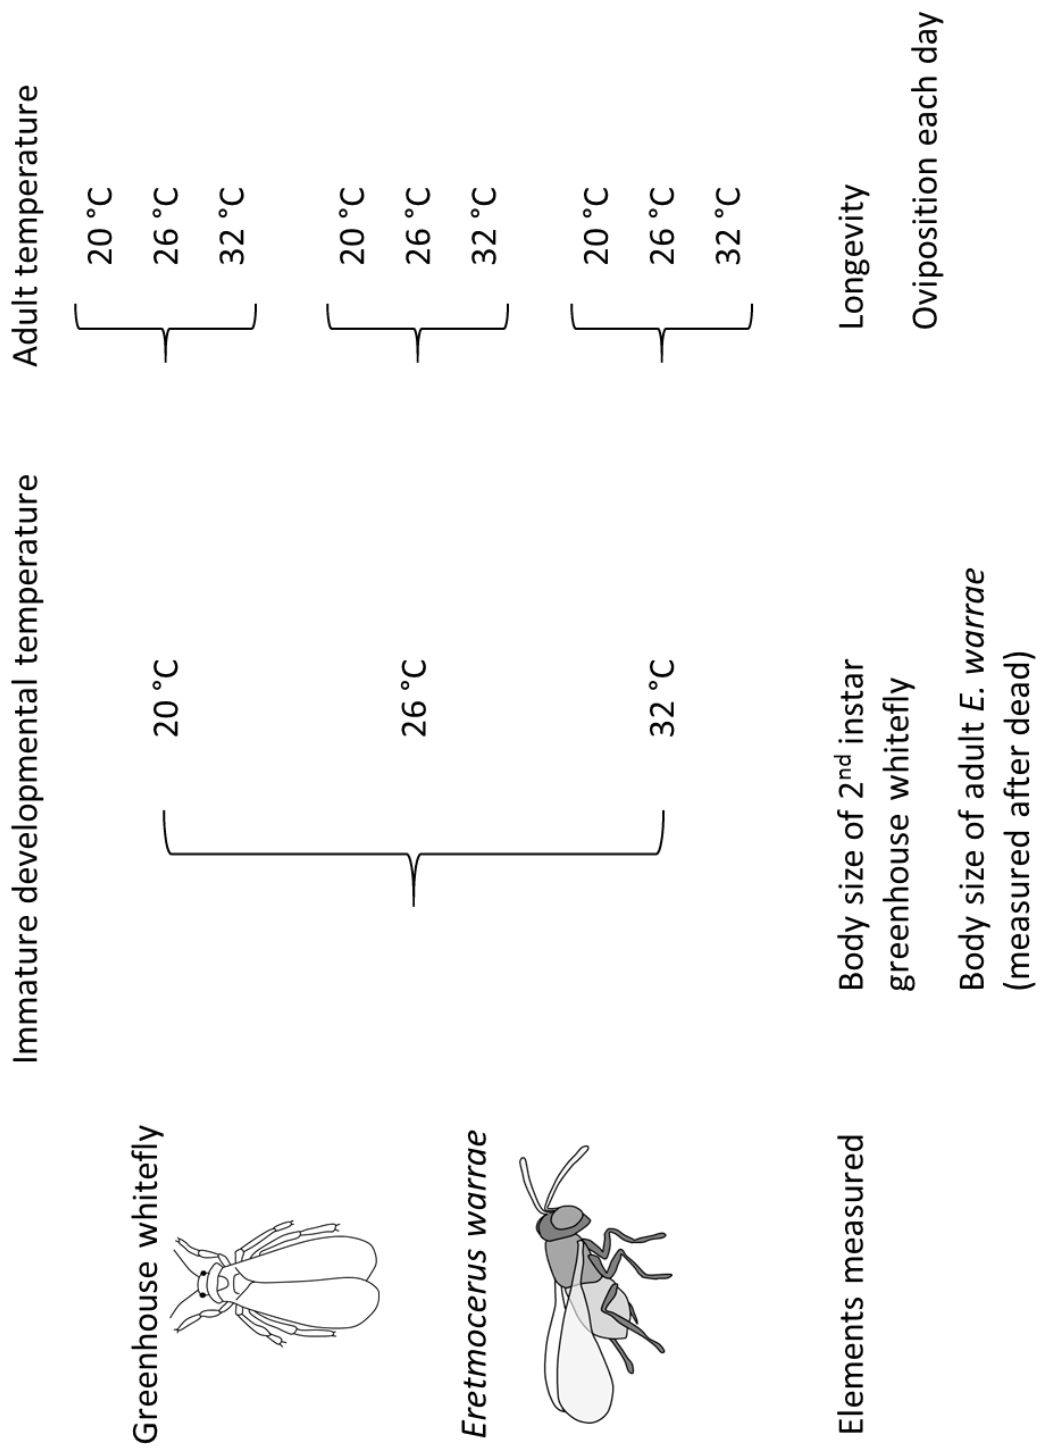 Immature developmental temperature
Adult temperature
Greenhouse whitefly
Eretmocerus warrae
20 °C
26 °C
32 °C
20 °C
26 °C
32 °C
20 °C
26 °C
32 °C
20 °C
26 °C
32 °C
Elements measured
Body size of 2nd instar
greenhouse whitefly
Body size of adult E. warrae
(measured after dead)
Longevity
Oviposition each day